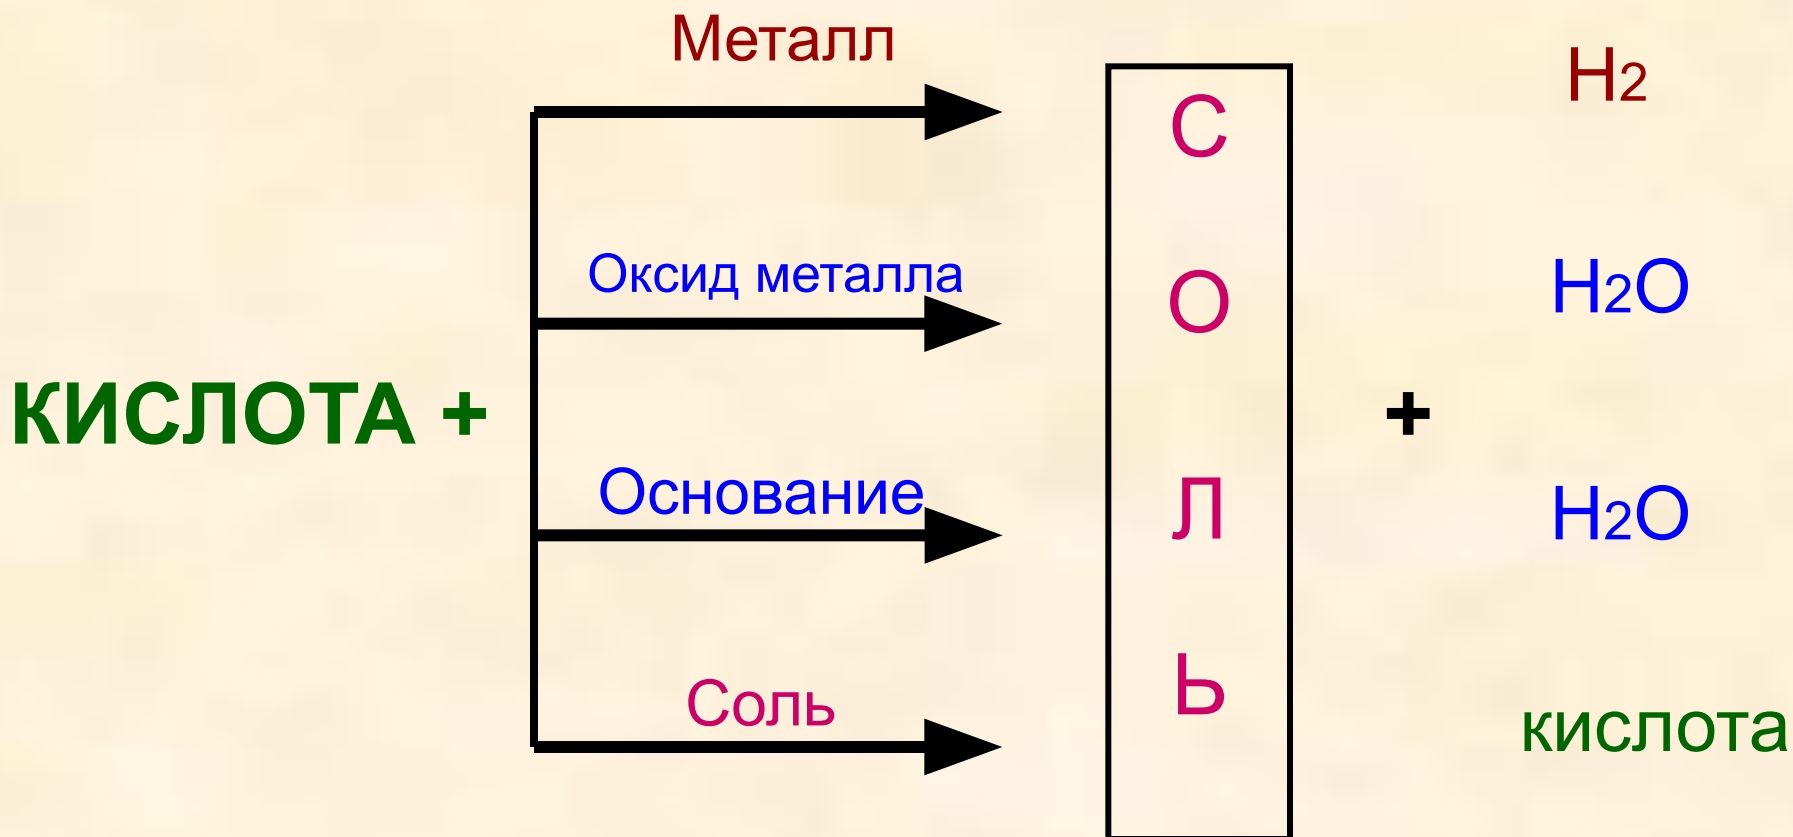 Металл
Оксид металла
КИСЛОТА +
Основание
Соль
С
О
Л
Ь
+
H2
H2O
H2O
кислота